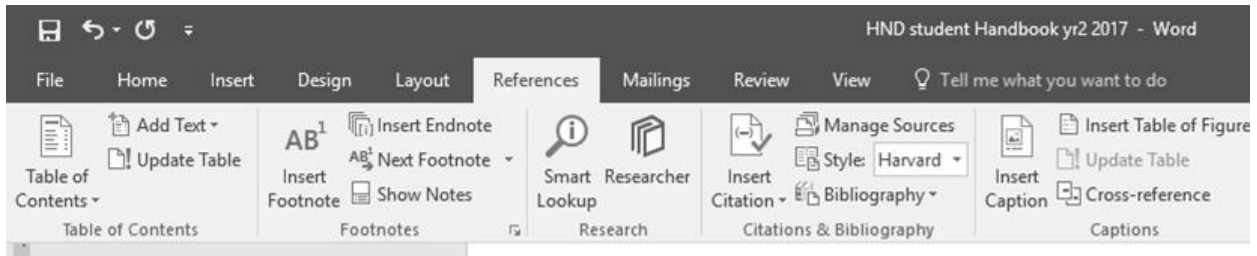 HND student Handbook yr2 2017 - Word
File Home Insert Design Layout References Mailings Review View Tell me what you want to do
Table of Contents
Add Text
Update Table
Table of Contents
AB1
Insert Footnote
Insert Endnote
AB1 Next Footnote
Show Notes
Footnotes
Smart Lookup
Researcher
Research
Insert Citation
Manage Sources
Style: Harvard
Bibliography
Citations & Bibliography
Insert Caption
Insert Table of Figure
Update Table
Cross-reference
Captions